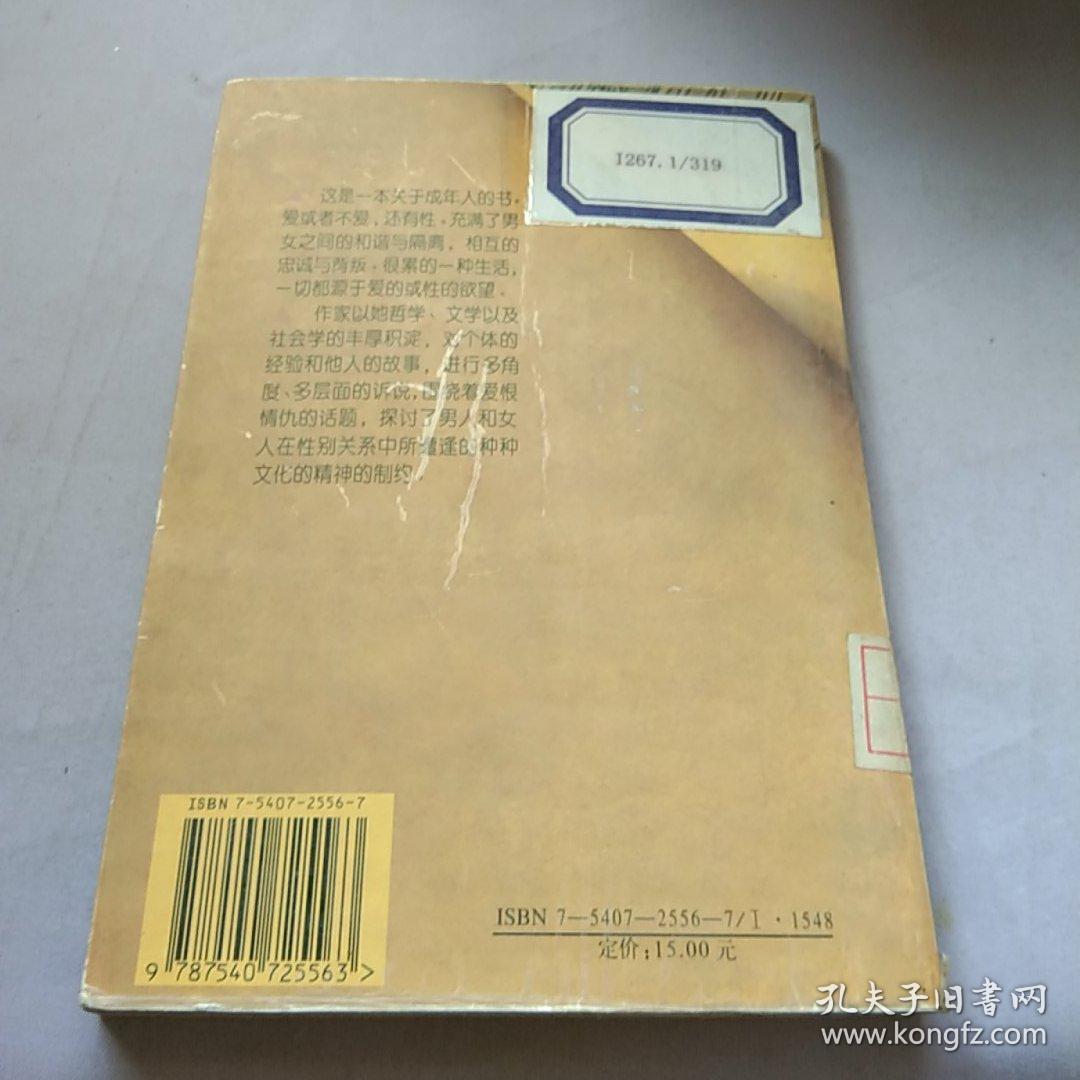 I267.1/319
这是一本关于成年人的书。
爱或者不爱，还有性。充满了男
女之间的和谐与隔离，相互的
忠诚与背叛。很累的一种生活，
一切都源于爱的或性的欲望。
作家以她哲学、文学以及
社会学的丰厚积淀，对个体的
经验和他人的故事，进行多角
度、多层面的诉说，围绕着爱恨
情仇的话题，探讨了男人和女
人在性别关系中所遭逢的种种
文化的精神的制约。
ISBN 7-5407-2556-7
9 787540 725563 >
ISBN 7—5407—2556—7/I·1548
定价：15.00 元
孔夫子旧書网
www.kongfz.com